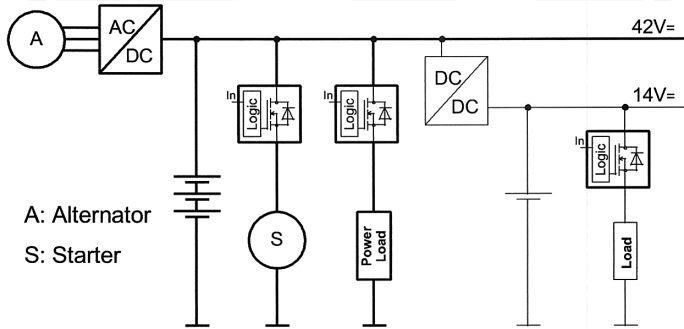 A
AC
DC
42V=
DC
DC
14V=
In
Logic
In
Logic
In
Logic
A: Alternator
S: Starter
S
Power
Load
Load